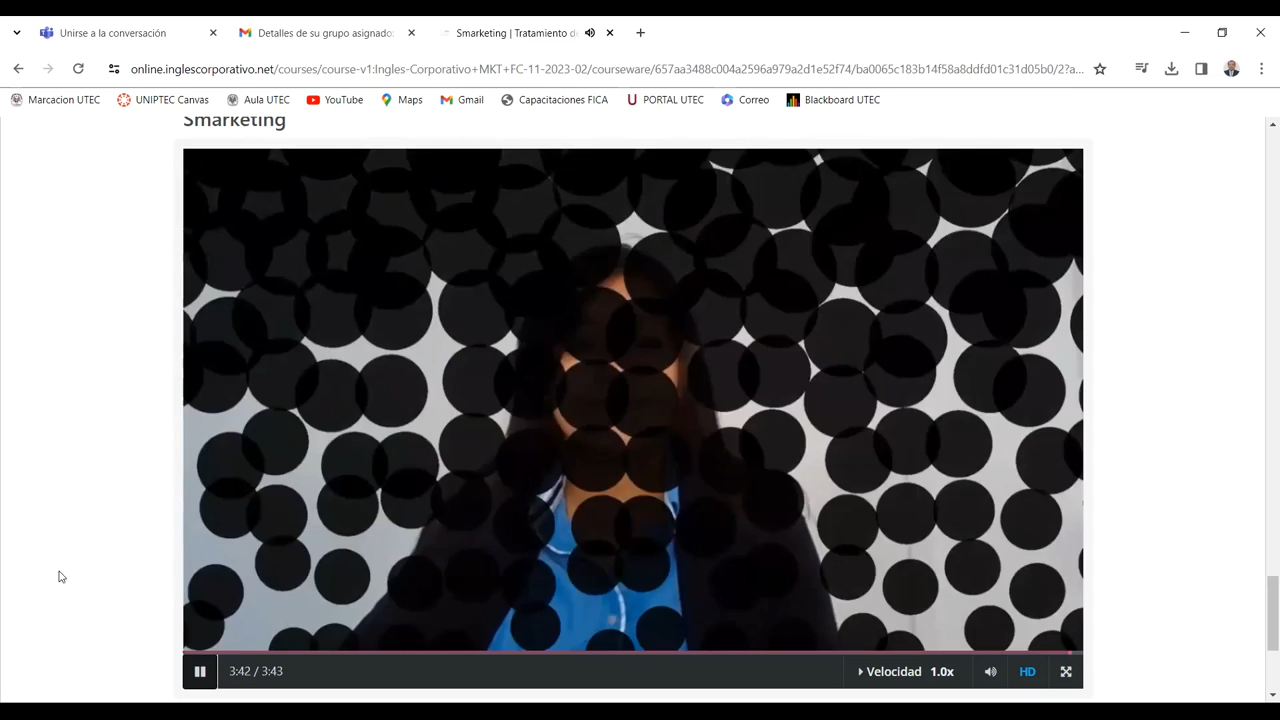 Unirse a la conversación
Detalles de su grupo asignado:
Smarketing | Tratamiento d
online.inglescorporativo.net/courses/course-v1:Ingles-Corporativo+MKT+FC-11-2023-02/courseware/657aa3488c004a2596a979a2d1e52f74/ba0065c183b14f58a8ddfd01c31d05b0/2?a...
Marcacion UTEC
UNIPTEC Canvas
Aula UTEC
YouTube
Maps
Gmail
Capacitaciones FICA
PORTAL UTEC
Correo
Blackboard UTEC
Smarketing
3:42 / 3:43
Velocidad 1.0x
HD